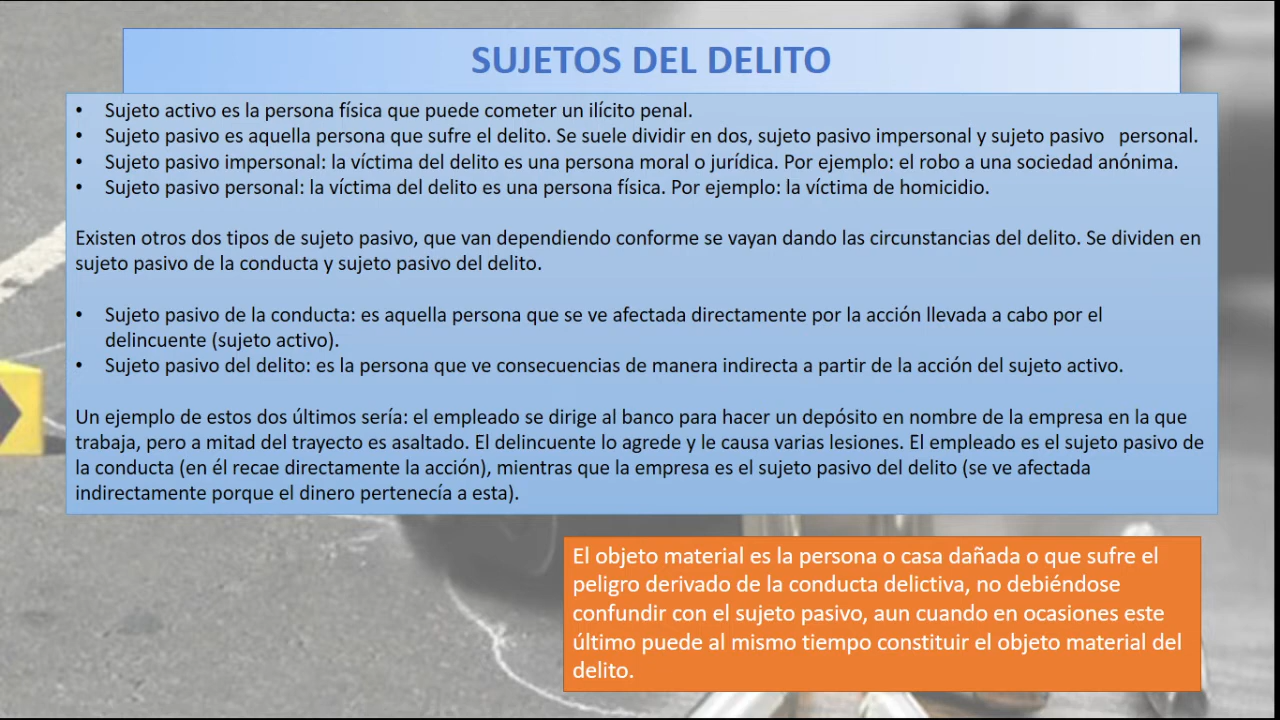 SUJETOS DEL DELITO
• Sujeto activo es la persona física que puede cometer un ilícito penal.
• Sujeto pasivo es aquella persona que sufre el delito. Se suele dividir en dos, sujeto pasivo impersonal y sujeto pasivo personal.
• Sujeto pasivo impersonal: la víctima del delito es una persona moral o jurídica. Por ejemplo: el robo a una sociedad anónima.
• Sujeto pasivo personal: la víctima del delito es una persona física. Por ejemplo: la víctima de homicidio.
Existen otros dos tipos de sujeto pasivo, que van dependiendo conforme se vayan dando las circunstancias del delito. Se dividen en
sujeto pasivo de la conducta y sujeto pasivo del delito.
• Sujeto pasivo de la conducta: es aquella persona que se ve afectada directamente por la acción llevada a cabo por el
delincuente (sujeto activo).
• Sujeto pasivo del delito: es la persona que ve consecuencias de manera indirecta a partir de la acción del sujeto activo.
Un ejemplo de estos dos últimos sería: el empleado se dirige al banco para hacer un depósito en nombre de la empresa en la que
trabaja, pero a mitad del trayecto es asaltado. El delincuente lo agrede y le causa varias lesiones. El empleado es el sujeto pasivo de
la conducta (en él recae directamente la acción), mientras que la empresa es el sujeto pasivo del delito (se ve afectada
indirectamente porque el dinero pertenecía a esta).
El objeto material es la persona o casa dañada o que sufre el
peligro derivado de la conducta delictiva, no debiéndose
confundir con el sujeto pasivo, aun cuando en ocasiones este
último puede al mismo tiempo constituir el objeto material del
delito.